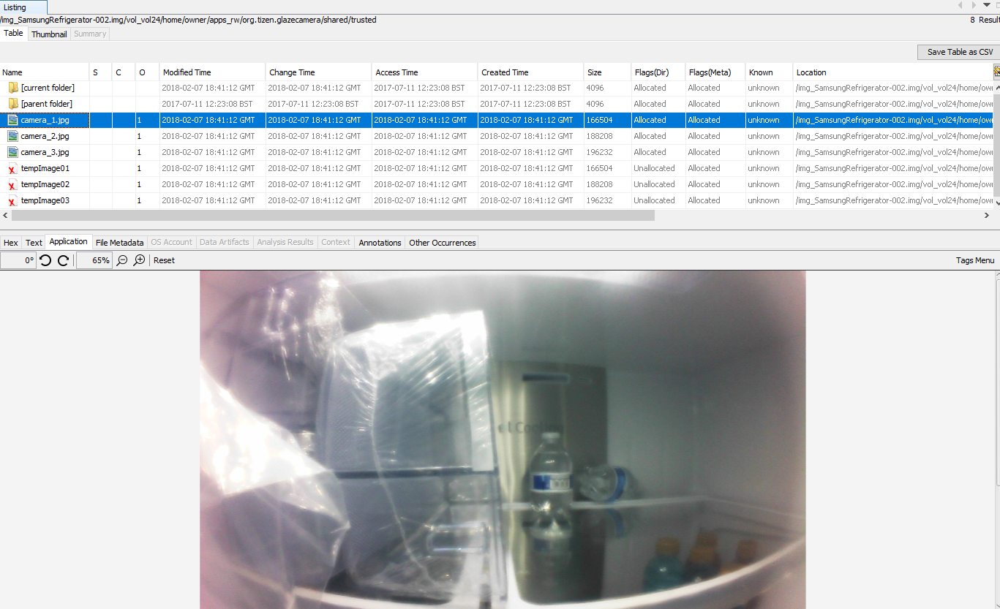 Listing
/img_SamsungRefrigerator-002.img/vol_vol24/home/owner/apps_rw/org.tizen.glazecamera/shared/trusted
8 Result
Table Thumbnail Summary
Save Table as CSV
Name S C O Modified Time Change Time Access Time Created Time Size Flags(Dir) Flags(Meta) Known Location
[current folder] 2018-02-07 18:41:12 GMT 2018-02-07 18:41:12 GMT 2017-07-11 12:23:08 BST 2017-07-11 12:23:08 BST 4096 Allocated Allocated unknown /img_SamsungRefrigerator-002.img/vol_vol24/home/own
[parent folder] 2017-07-11 12:23:08 BST 2017-07-11 12:23:08 BST 2017-07-11 12:23:08 BST 2017-07-11 12:23:08 BST 4096 Allocated Allocated unknown /img_SamsungRefrigerator-002.img/vol_vol24/home/own
camera_1.jpg 1 2018-02-07 18:41:12 GMT 2018-02-07 18:41:12 GMT 2018-02-07 18:41:12 GMT 2018-02-07 18:41:12 GMT 166504 Allocated Allocated unknown /img_SamsungRefrigerator-002.img/vol_vol24/home/own
camera_2.jpg 1 2018-02-07 18:41:12 GMT 2018-02-07 18:41:12 GMT 2018-02-07 18:41:12 GMT 2018-02-07 18:41:12 GMT 188208 Allocated Allocated unknown /img_SamsungRefrigerator-002.img/vol_vol24/home/own
camera_3.jpg 1 2018-02-07 18:41:12 GMT 2018-02-07 18:41:12 GMT 2018-02-07 18:41:12 GMT 2018-02-07 18:41:12 GMT 196232 Allocated Allocated unknown /img_SamsungRefrigerator-002.img/vol_vol24/home/own
tempImage01 1 2018-02-07 18:41:12 GMT 2018-02-07 18:41:12 GMT 2018-02-07 18:41:12 GMT 2018-02-07 18:41:12 GMT 166504 Unallocated Allocated unknown /img_SamsungRefrigerator-002.img/vol_vol24/home/own
tempImage02 1 2018-02-07 18:41:12 GMT 2018-02-07 18:41:12 GMT 2018-02-07 18:41:12 GMT 2018-02-07 18:41:12 GMT 188208 Unallocated Allocated unknown /img_SamsungRefrigerator-002.img/vol_vol24/home/own
tempImage03 1 2018-02-07 18:41:12 GMT 2018-02-07 18:41:12 GMT 2018-02-07 18:41:12 GMT 2018-02-07 18:41:12 GMT 196232 Unallocated Allocated unknown /img_SamsungRefrigerator-002.img/vol_vol24/home/own
Hex Text Application File Metadata OS Account Data Artifacts Analysis Results Context Annotations Other Occurrences
0° 65% Reset Tags Menu
l Cooling